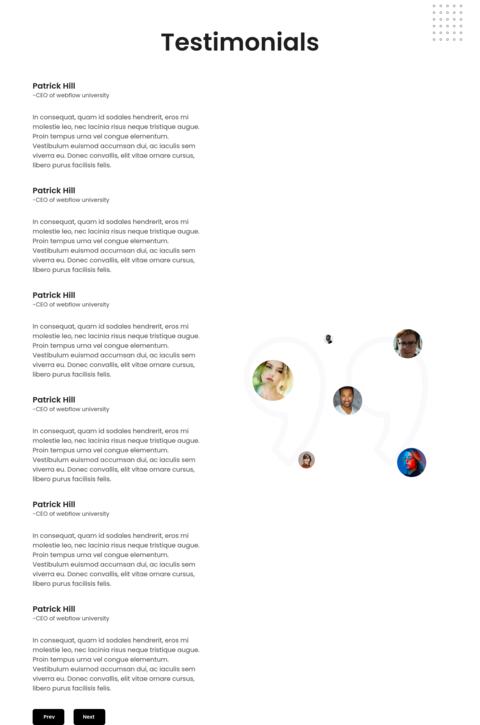 Testimonials
Patrick Hill
-CEO of webflow university
In consequat, quam id sodales hendrerit, eros mi
molestie leo, nec lacinia risus neque tristique augue.
Proin tempus urna vel congue elementum.
Vestibulum euismod accumsan dui, ac iaculis sem
viverra eu. Donec convallis, elit vitae ornare cursus,
libero purus facilisis felis.
Patrick Hill
-CEO of webflow university
In consequat, quam id sodales hendrerit, eros mi
molestie leo, nec lacinia risus neque tristique augue.
Proin tempus urna vel congue elementum.
Vestibulum euismod accumsan dui, ac iaculis sem
viverra eu. Donec convallis, elit vitae ornare cursus,
libero purus facilisis felis.
Patrick Hill
-CEO of webflow university
In consequat, quam id sodales hendrerit, eros mi
molestie leo, nec lacinia risus neque tristique augue.
Proin tempus urna vel congue elementum.
Vestibulum euismod accumsan dui, ac iaculis sem
viverra eu. Donec convallis, elit vitae ornare cursus,
libero purus facilisis felis.
Patrick Hill
-CEO of webflow university
In consequat, quam id sodales hendrerit, eros mi
molestie leo, nec lacinia risus neque tristique augue.
Proin tempus urna vel congue elementum.
Vestibulum euismod accumsan dui, ac iaculis sem
viverra eu. Donec convallis, elit vitae ornare cursus,
libero purus facilisis felis.
Patrick Hill
-CEO of webflow university
In consequat, quam id sodales hendrerit, eros mi
molestie leo, nec lacinia risus neque tristique augue.
Proin tempus urna vel congue elementum.
Vestibulum euismod accumsan dui, ac iaculis sem
viverra eu. Donec convallis, elit vitae ornare cursus,
libero purus facilisis felis.
Patrick Hill
-CEO of webflow university
In consequat, quam id sodales hendrerit, eros mi
molestie leo, nec lacinia risus neque tristique augue.
Proin tempus urna vel congue elementum.
Vestibulum euismod accumsan dui, ac iaculis sem
viverra eu. Donec convallis, elit vitae ornare cursus,
libero purus facilisis felis.
Prev Next